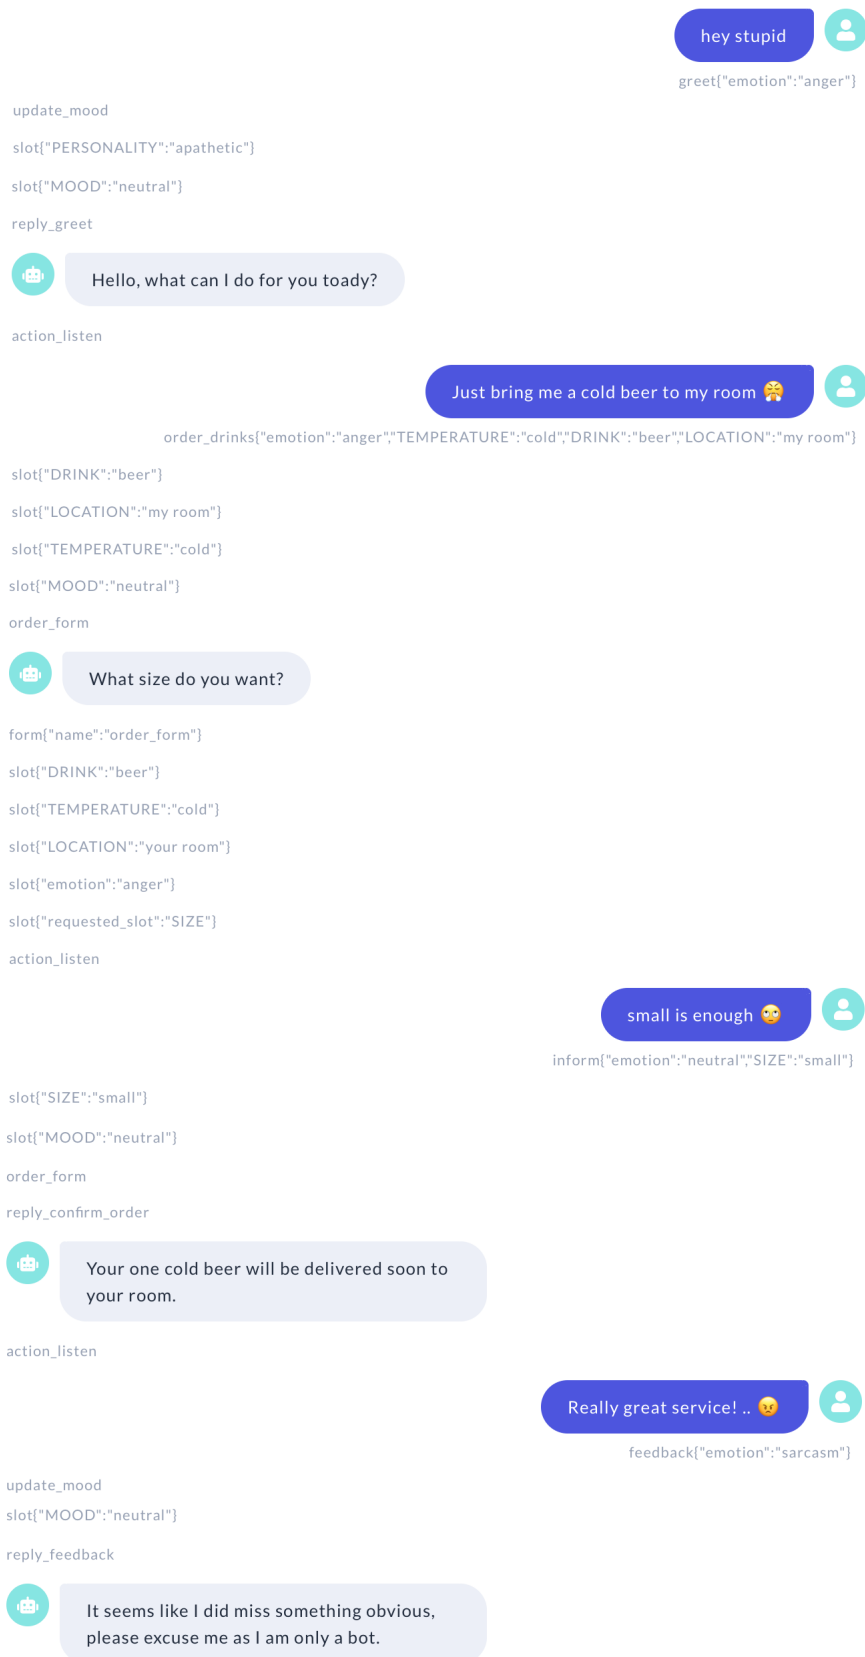 hey stupid
greet{"emotion":"anger"}
update_mood
slot{"PERSONALITY":"apathetic"}
slot{"MOOD":"neutral"}
reply_greet
Hello, what can I do for you toady?
action_listen
Just bring me a cold beer to my room 😤
order_drinks{"emotion":"anger","TEMPERATURE":"cold","DRINK":"beer","LOCATION":"my room"}
slot{"DRINK":"beer"}
slot{"LOCATION":"my room"}
slot{"TEMPERATURE":"cold"}
slot{"MOOD":"neutral"}
order_form
What size do you want?
form{"name":"order_form"}
slot{"DRINK":"beer"}
slot{"TEMPERATURE":"cold"}
slot{"LOCATION":"your room"}
slot{"emotion":"anger"}
slot{"requested_slot":"SIZE"}
action_listen
small is enough 🙄
inform{"emotion":"neutral","SIZE":"small"}
slot{"SIZE":"small"}
slot{"MOOD":"neutral"}
order_form
reply_confirm_order
Your one cold beer will be delivered soon to
your room.
action_listen
Really great service! .. 😠
feedback{"emotion":"sarcasm"}
update_mood
slot{"MOOD":"neutral"}
reply_feedback
It seems like I did miss something obvious,
please excuse me as I am only a bot.